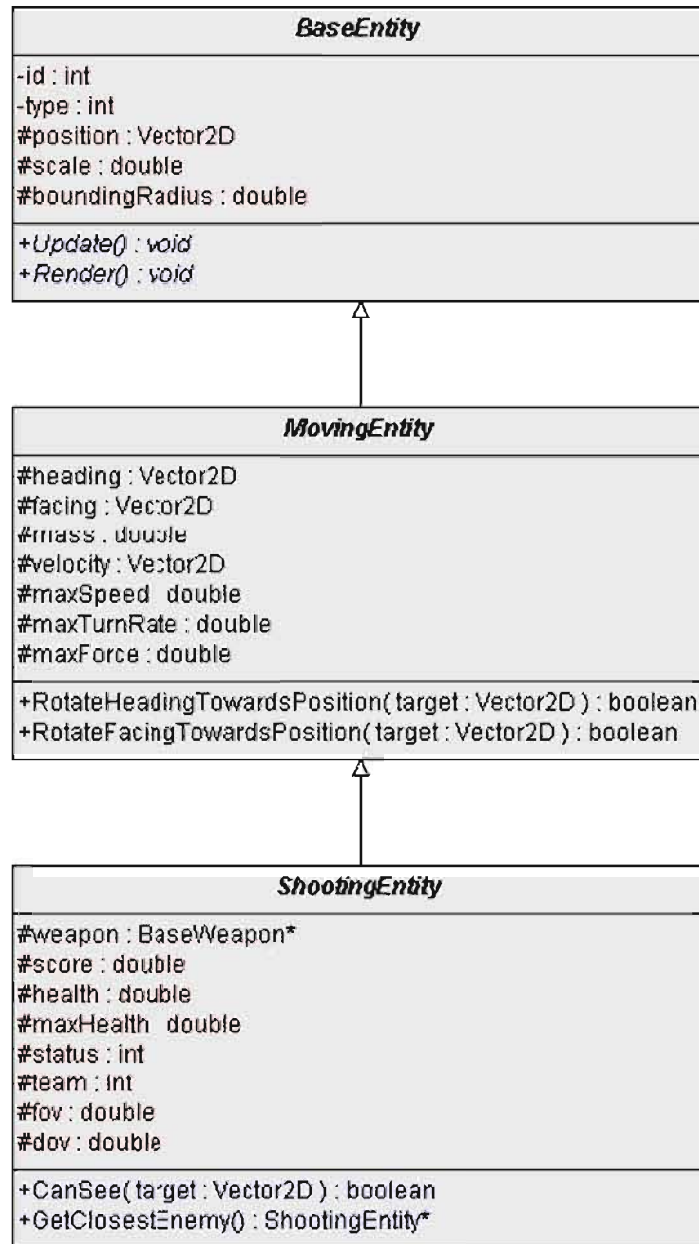 BaseEntity
-id : int
-type : int
#position : Vector2D
#scale : double
#boundingRadius : double
+Update() : void
+Render() : void
MovingEntity
#heading : Vector2D
#facing : Vector2D
#mass : double
#velocity : Vector2D
#maxSpeed double
#maxTurnRate : double
#maxForce : double
+RotateHeadingTowardsPosition( target : Vector2D ) : boolean
+RotateFacingTowardsPosition( target : Vector2D ) : boolean
ShootingEntity
#weapon : BaseWeapon*
#score : double
#health : double
#maxHealth double
#status : int
#team : int
#fov : double
#dov : double
+CanSee( target : Vector2D ) : boolean
+GetClosestEnemy() : ShootingEntity*